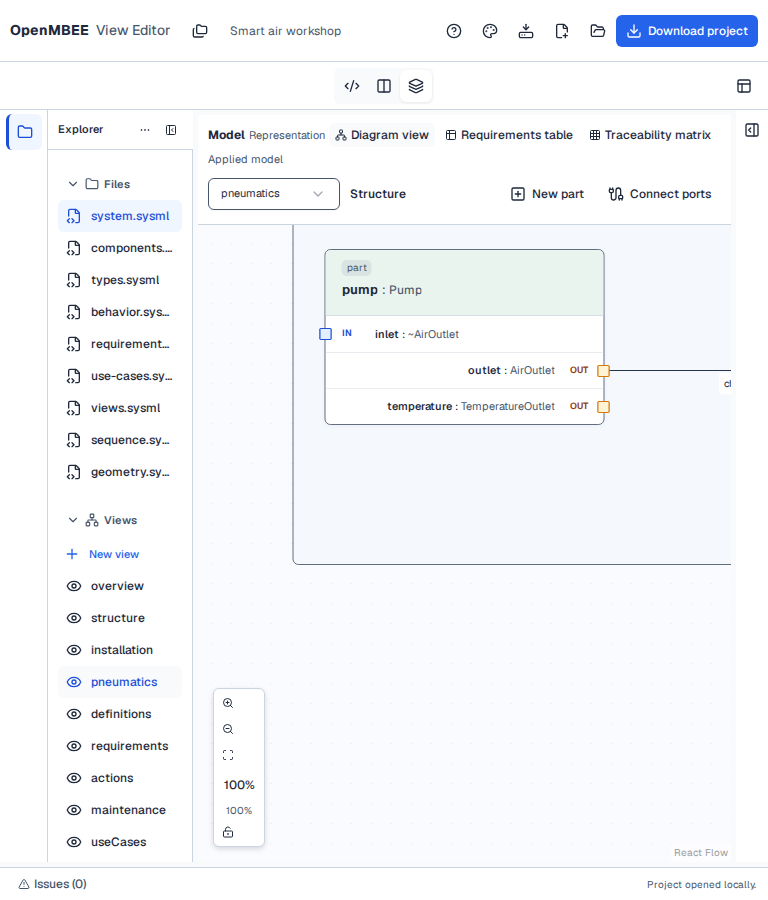 OpenMBEE View Editor
Smart air workshop
Download project
Explorer
Files
system.sysml
components....
types.sysml
behavior.sys...
requirement...
use-cases.sy...
views.sysml
sequence.sy...
geometry.sy...
Views
New view
overview
structure
installation
pneumatics
definitions
requirements
actions
maintenance
useCases
Model Representation Diagram view Requirements table Traceability matrix
Applied model
pneumatics Structure New part Connect ports
part
pump : Pump
IN inlet : ~AirOutlet
outlet : AirOutlet OUT
temperature : TemperatureOutlet OUT
100%
100%
React Flow
Issues (0)
Project opened locally.